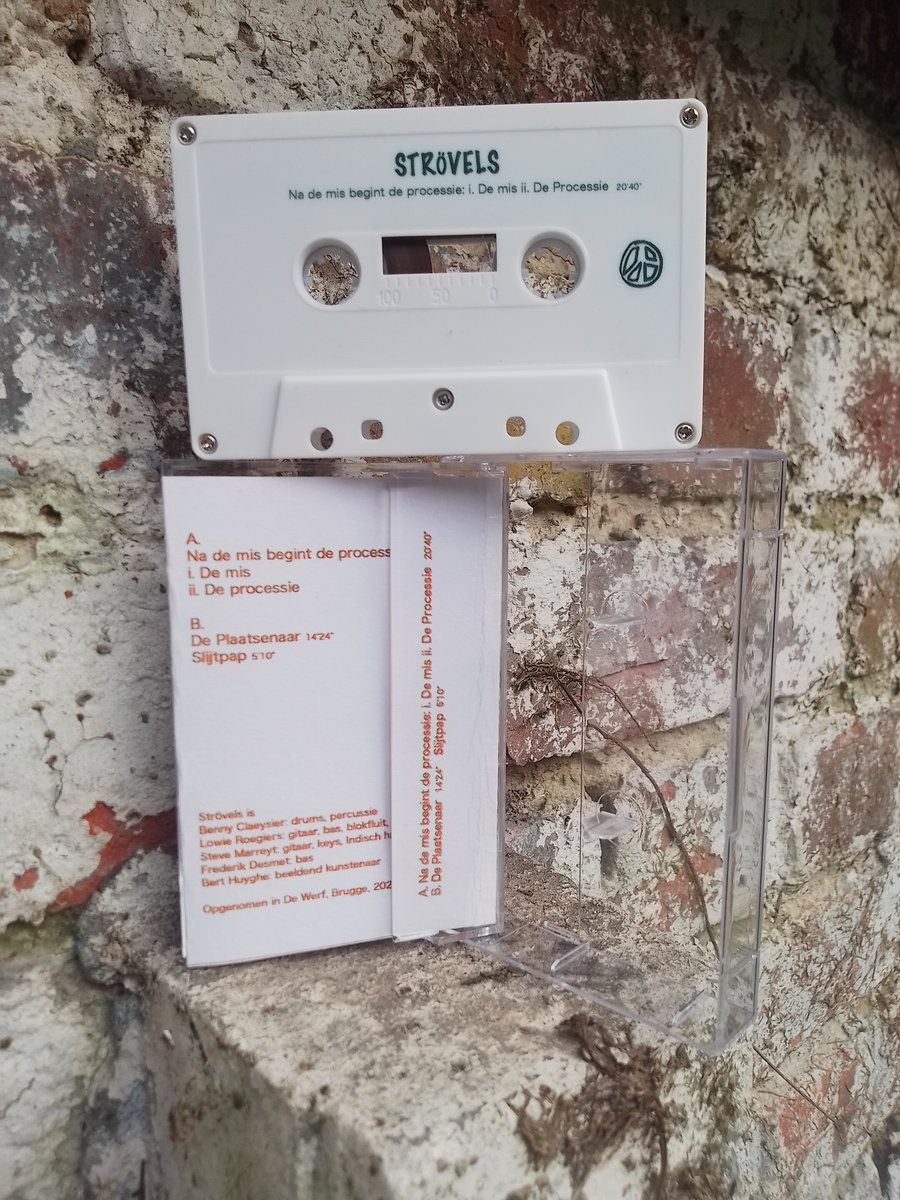 STRöVELS
Na de mis begint de processie: i. De mis ii. De Processie 20'40"
100 50 0
A.
Na de mis begint de process
i. De mis
ii. De processie
B.
De Plaatsenaar 14'24"
Slijtpap 5'10"
Strövels is
Benny Claeysier: drums, percussie
Lowie Roegiers: gitaar, bas, blokfluit,
Steve Marreyt: gitaar, keys, Indisch h
Frederik Desmet: bas
Bert Huyghe: beeldend kunstenaar
Opgenomen in De Werf, Brugge, 202
A. Na de mis begint de processie: i. De mis ii. De Processie 20'40"
B. De Plaatsenaar 14'24" Slijtpap 5'10"